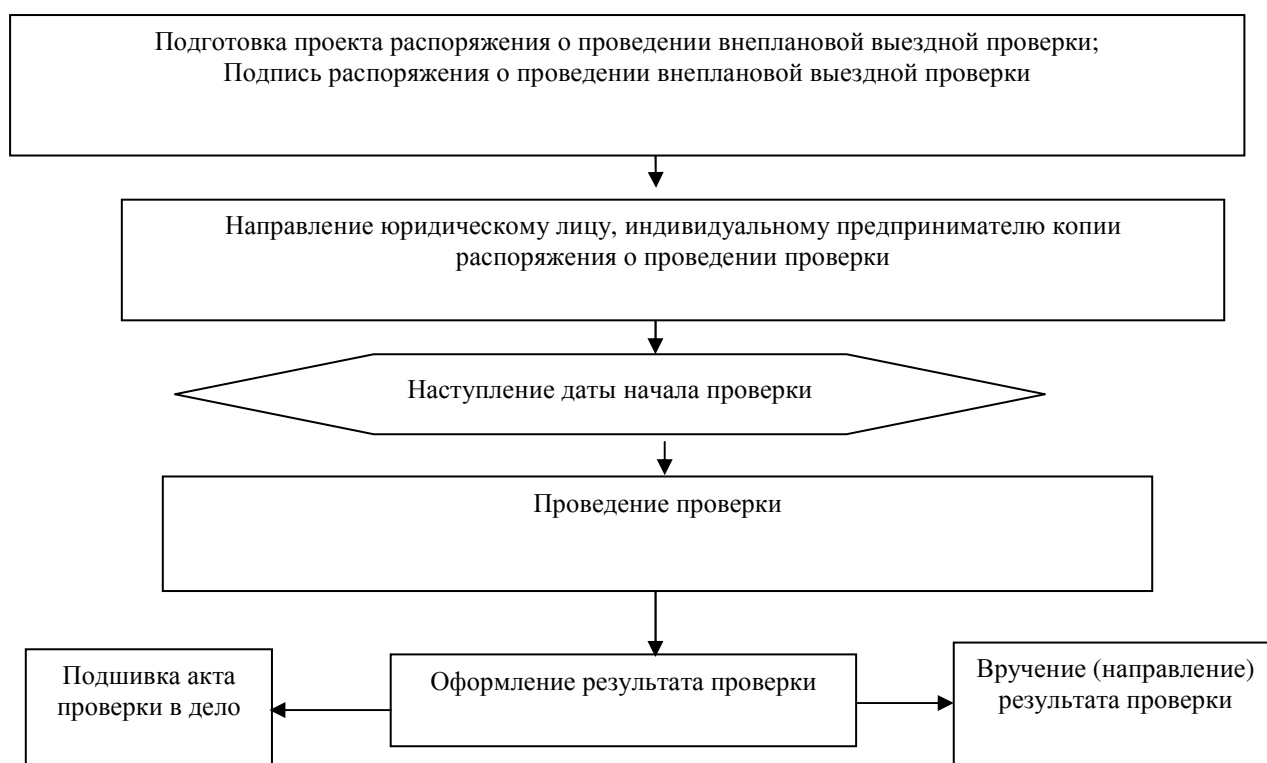 Подготовка проекта распоряжения о проведении внеплановой выездной проверки;
Подпись распоряжения о проведении внеплановой выездной проверки
Направление юридическому лицу, индивидуальному предпринимателю копии
распоряжения о проведении проверки
Наступление даты начала проверки
Проведение проверки
Подшивка акта
проверки в дело
Оформление результата проверки
Вручение (направление)
результата проверки